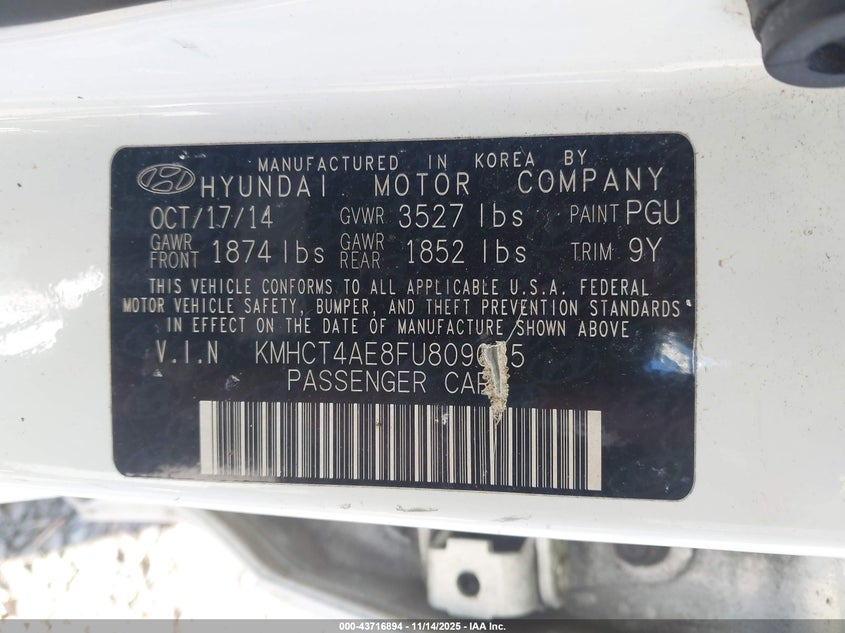 MANUFACTURED IN KOREA BY
HYUNDAI MOTOR COMPANY
OCT/17/14 GVWR 3527 lbs PAINT PGU
GAWR FRONT 1874 lbs GAWR REAR 1852 lbs TRIM 9Y
THIS VEHICLE CONFORMS TO ALL APPLICABLE U.S.A. FEDERAL
MOTOR VEHICLE SAFETY, BUMPER, AND THEFT PREVENTION STANDARDS
IN EFFECT ON THE DATE OF MANUFACTURE SHOWN ABOVE
V.I.N
PASSENGER CAR
000-43716894 - 11/14/2025 - IAA Inc.